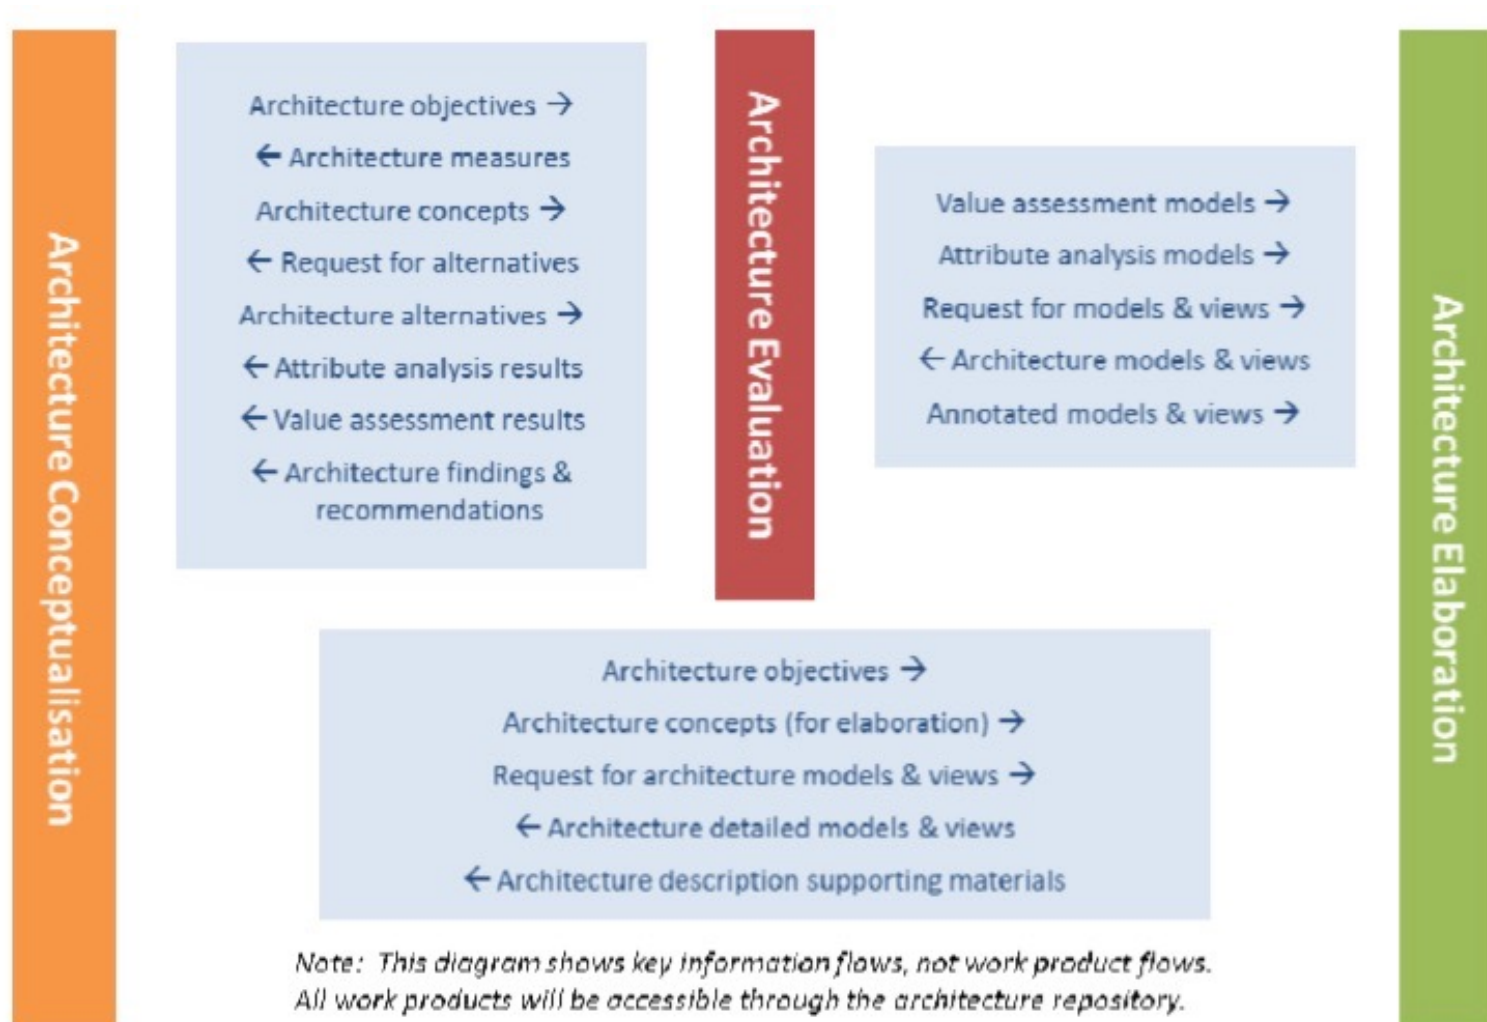 Architecture Conceptualisation
Architecture objectives →
← Architecture measures
Architecture concepts →
← Request for alternatives
Architecture alternatives →
← Attribute analysis results
← Value assessment results
← Architecture findings &
recommendations
Architecture Evaluation
Value assessment models →
Attribute analysis models →
Request for models & views →
← Architecture models & views
Annotated models & views →
Architecture Elaboration
Architecture objectives →
Architecture concepts (for elaboration) →
Request for architecture models & views →
← Architecture detailed models & views
← Architecture description supporting materials
Note: This diagram shows key information flows, not work product flows.
All work products will be accessible through the architecture repository.